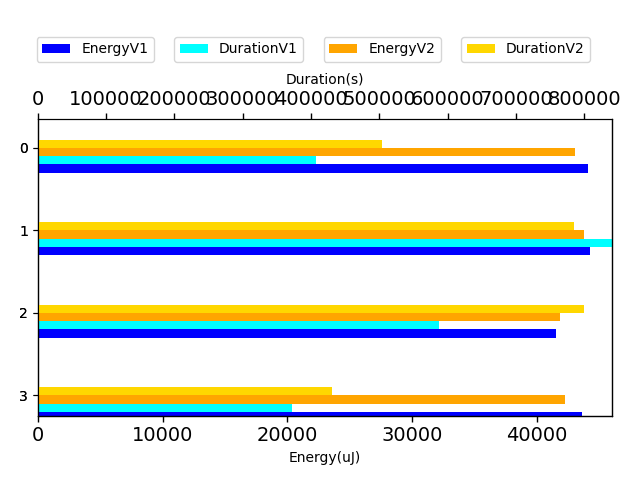 EnergyV1 DurationV1 EnergyV2 DurationV2
Duration(s)
0 100000 200000 300000 400000 500000 600000 700000 800000
0
1
2
3
0 10000 20000 30000 40000
Energy(uJ)